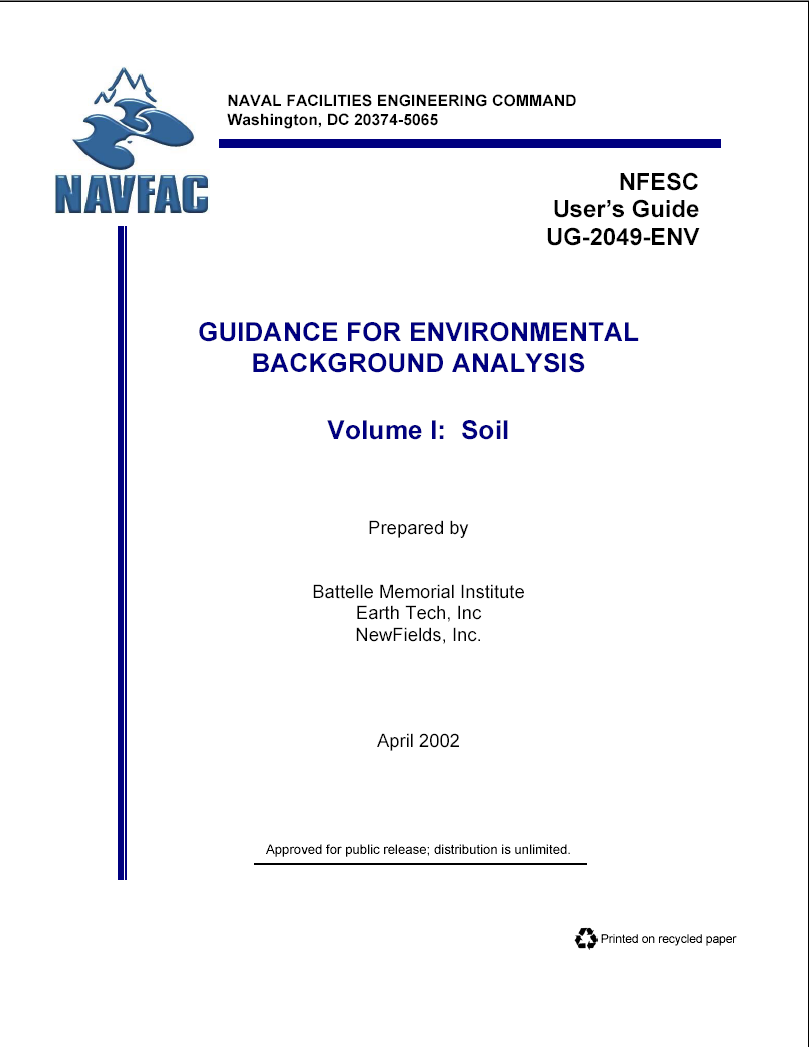 NAVAL FACILITIES ENGINEERING COMMAND
Washington, DC 20374-5065
NAVFAC
NFESC
User's Guide
UG-2049-ENV
GUIDANCE FOR ENVIRONMENTAL
BACKGROUND ANALYSIS
Volume I:  Soil
Prepared by
Battelle Memorial Institute
Earth Tech, Inc
NewFields, Inc.
April 2002
Approved for public release; distribution is unlimited.
Printed on recycled paper